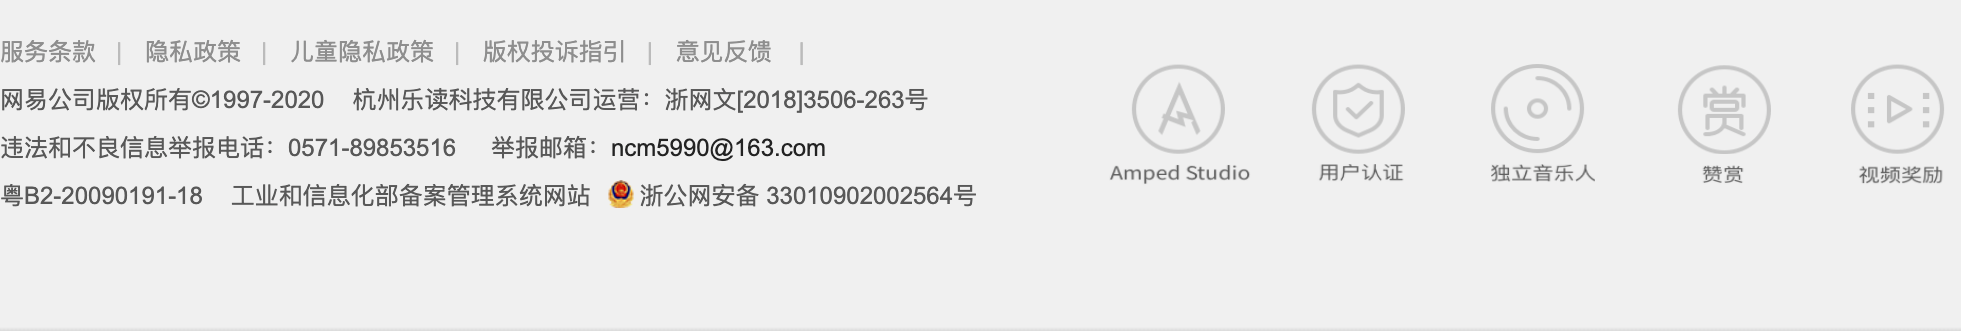 服务条款 | 隐私政策 | 儿童隐私政策 | 版权投诉指引 | 意见反馈 |
网易公司版权所有©1997-2020 杭州乐读科技有限公司运营：浙网文[2018]3506-263号
违法和不良信息举报电话：0571-89853516 举报邮箱：ncm5990@163.com
粤B2-20090191-18 工业和信息化部备案管理系统网站 浙公网安备 33010902002564号
赏
Amped Studio 用户认证 独立音乐人 赞赏 视频奖励